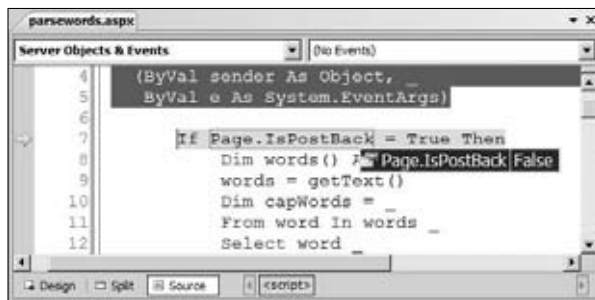 parsewords.aspx
Server Objects & Events (No Events)
4 (ByVal sender As Object, _
5 ByVal e As System.EventArgs)
6
7 If Page.IsPostBack = True Then
8 Dim words() A Page.IsPostBack False
9 words = getText()
10 Dim capWords = _
11 From word In words _
12 Select word _
Design Split Source <script>